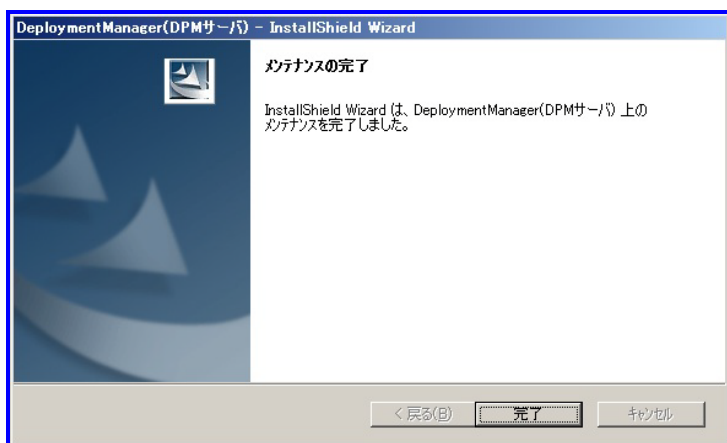 DeploymentManager(DPMサーバ) - InstallShield Wizard
メンテナンスの完了
InstallShield Wizard は、DeploymentManager(DPMサーバ) 上の
メンテナンスを完了しました。
< 戻る(B)
完了
キャンセル